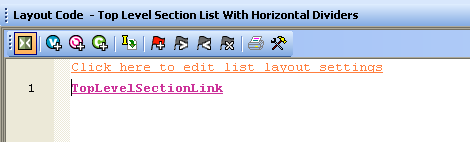 Layout Code - Top Level Section List With Horizontal Dividers
Click here to edit list layout settings
1 TopLevelSectionLink